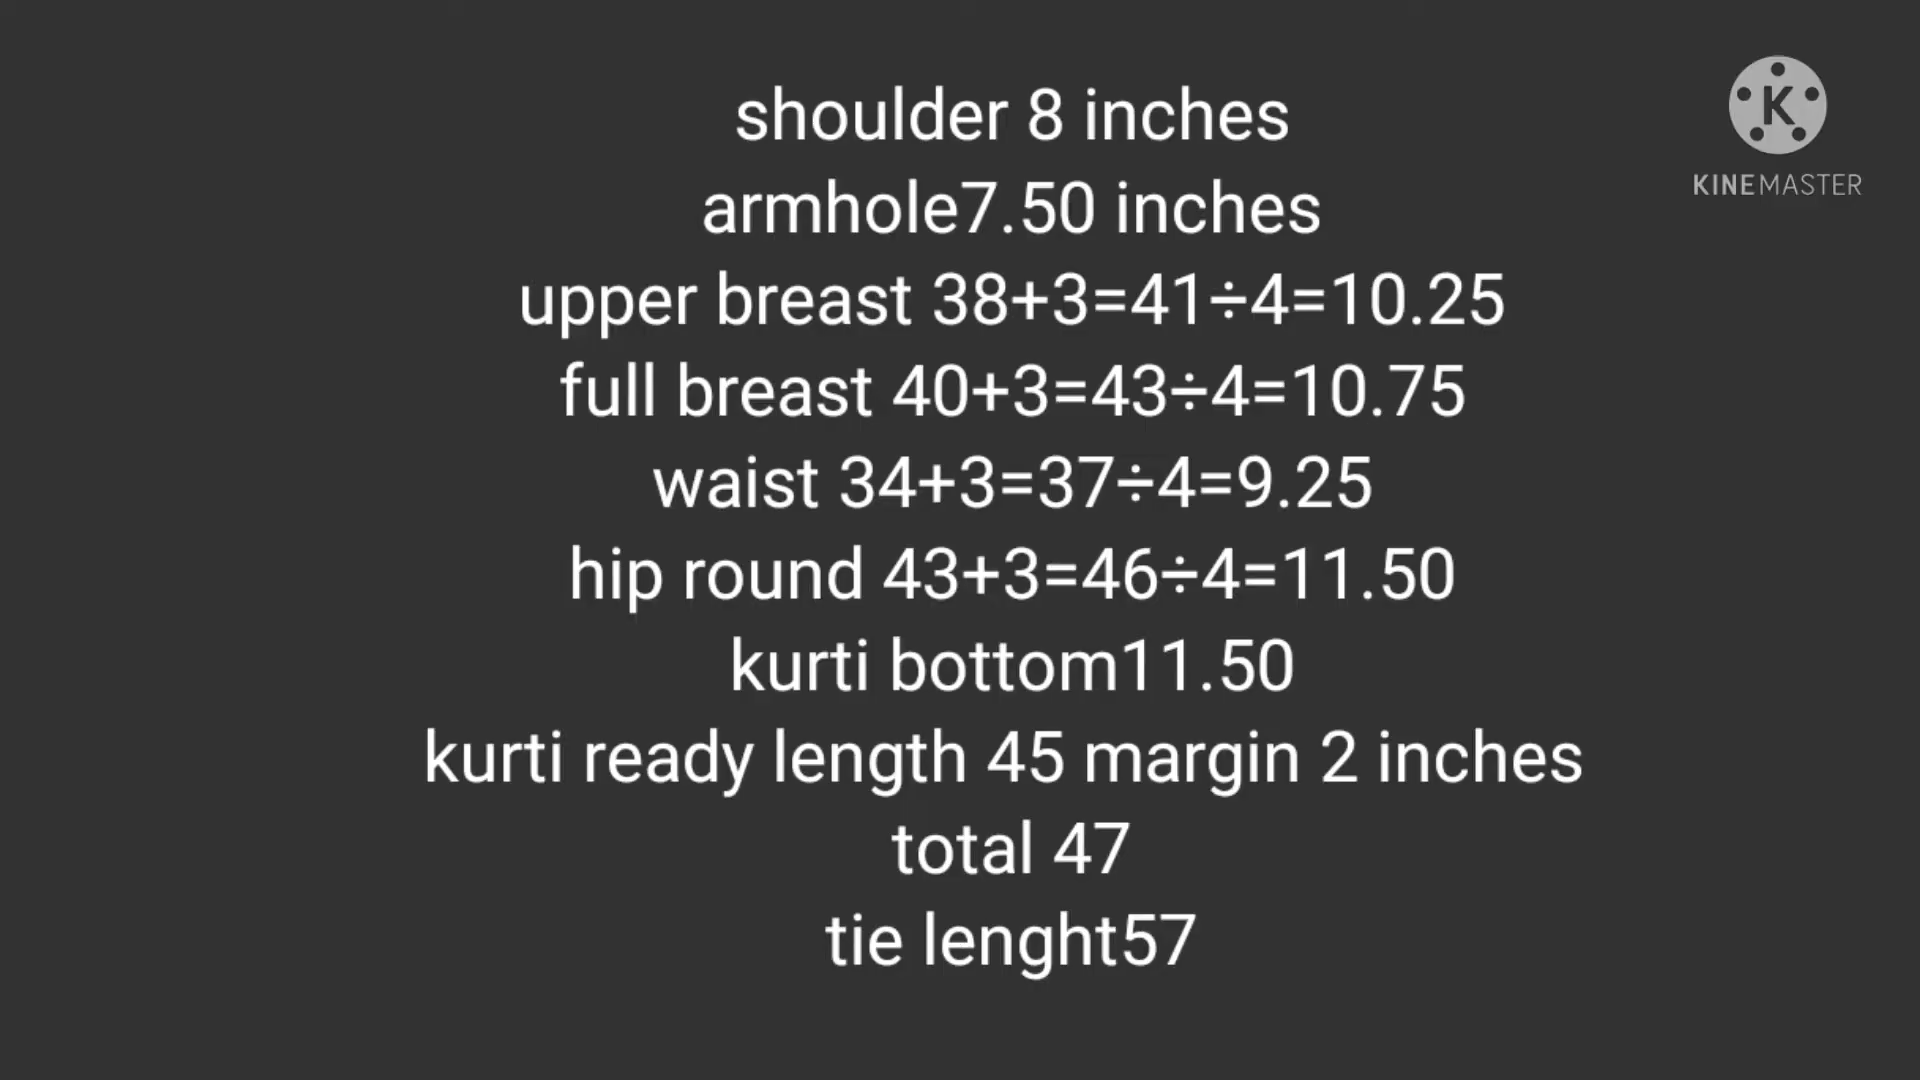 shoulder 8 inches
armhole7.50 inches
upper breast 38+3=41÷4=10.25
full breast 40+3=43÷4=10.75
waist 34+3=37÷4=9.25
hip round 43+3=46÷4=11.50
kurti bottom11.50
kurti ready length 45 margin 2 inches
total 47
tie lenght57
K
KINEMASTER